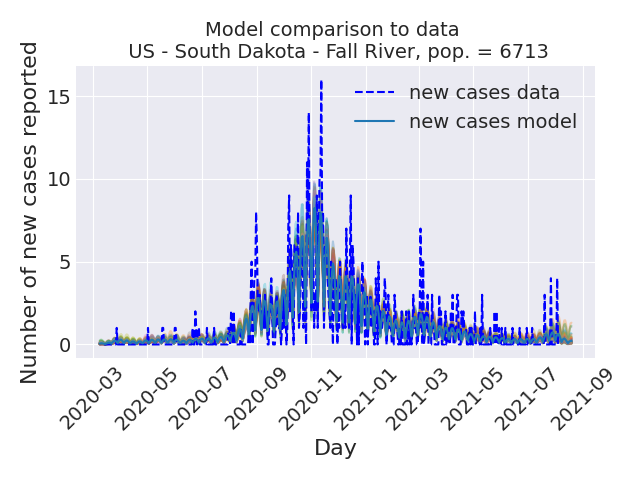 Model comparison to data
US - South Dakota - Fall River, pop. = 6713
Number of new cases reported
15
10
5
0
new cases data
new cases model
2020-03
2020-05
2020-07
2020-09
2020-11
2021-01
2021-03
2021-05
2021-07
2021-09
Day